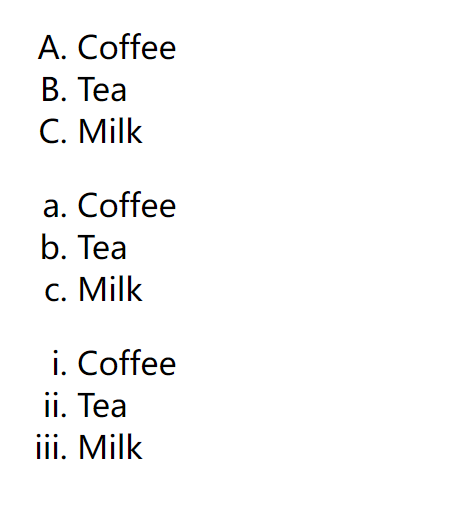 A. Coffee
B. Tea
C. Milk
a. Coffee
b. Tea
c. Milk
i. Coffee
ii. Tea
iii. Milk